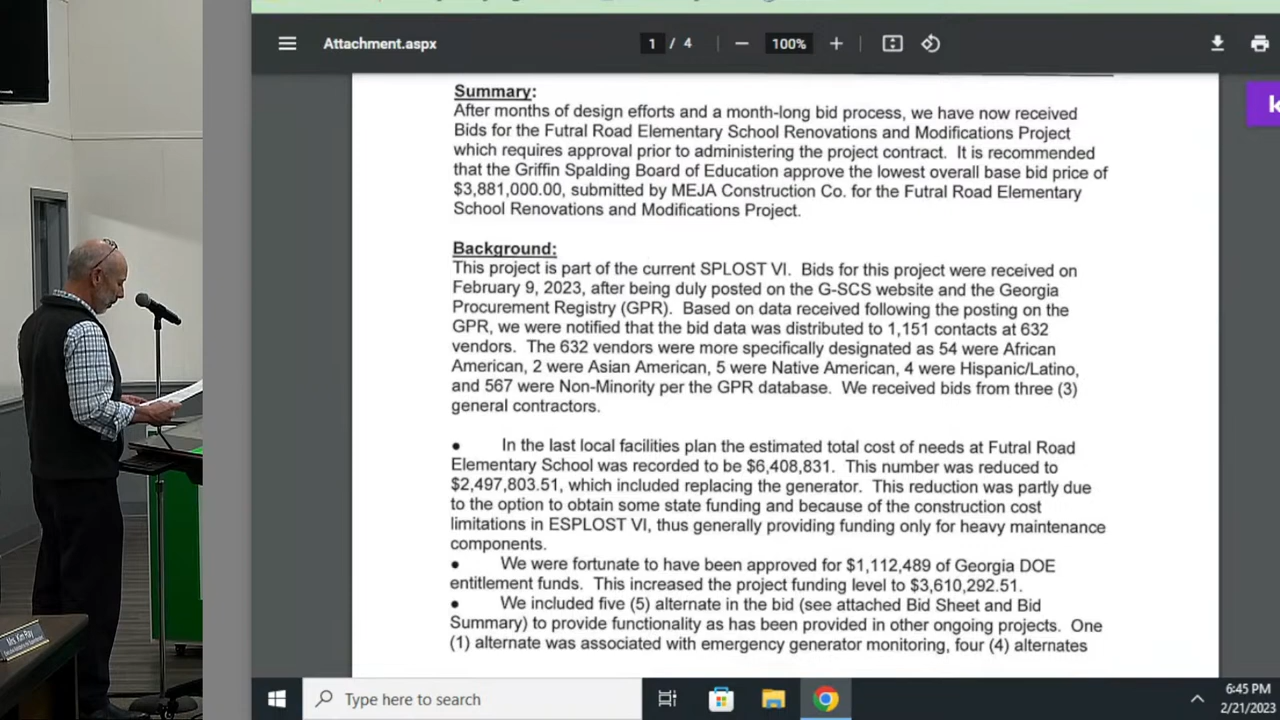 Attachment.aspx
1 / 4
100%
Summary:
After months of design efforts and a month-long bid process, we have now received
Bids for the Futral Road Elementary School Renovations and Modifications Project
which requires approval prior to administering the project contract. It is recommended
that the Griffin Spalding Board of Education approve the lowest overall base bid price of
$3,881,000.00, submitted by MEJA Construction Co. for the Futral Road Elementary
School Renovations and Modifications Project.
Background:
This project is part of the current SPLOST VI. Bids for this project were received on
February 9, 2023, after being duly posted on the G-SCS website and the Georgia
Procurement Registry (GPR). Based on data received following the posting on the
GPR, we were notified that the bid data was distributed to 1,151 contacts at 632
vendors. The 632 vendors were more specifically designated as 54 were African
American, 2 were Asian American, 5 were Native American, 4 were Hispanic/Latino,
and 567 were Non-Minority per the GPR database. We received bids from three (3)
general contractors.
• In the last local facilities plan the estimated total cost of needs at Futral Road
Elementary School was recorded to be $6,408,831. This number was reduced to
$2,497,803.51, which included replacing the generator. This reduction was partly due
to the option to obtain some state funding and because of the construction cost
limitations in ESPLOST VI, thus generally providing funding only for heavy maintenance
components.
• We were fortunate to have been approved for $1,112,489 of Georgia DOE
entitlement funds. This increased the project funding level to $3,610,292.51.
• We included five (5) alternate in the bid (see attached Bid Sheet and Bid
Summary) to provide functionality as has been provided in other ongoing projects. One
(1) alternate was associated with emergency generator monitoring, four (4) alternates
Mrs. Kim Ray
Type here to search
6:45 PM
2/21/2023